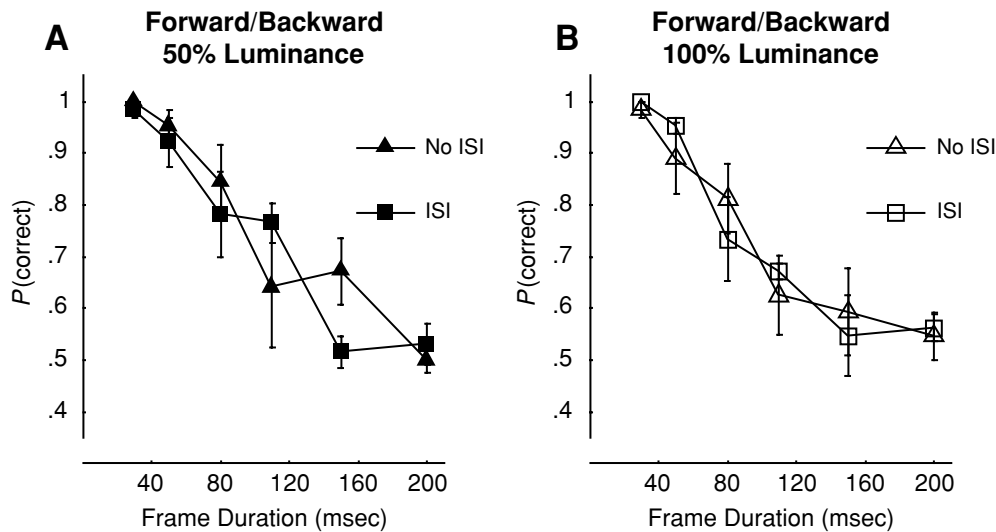 A
Forward/Backward
50% Luminance
1
.9
.8
.7
.6
.5
.4
P(correct)
No ISI
ISI
40
80
120
160
200
Frame Duration (msec)
B
Forward/Backward
100% Luminance
1
.9
.8
.7
.6
.5
.4
P(correct)
No ISI
ISI
40
80
120
160
200
Frame Duration (msec)